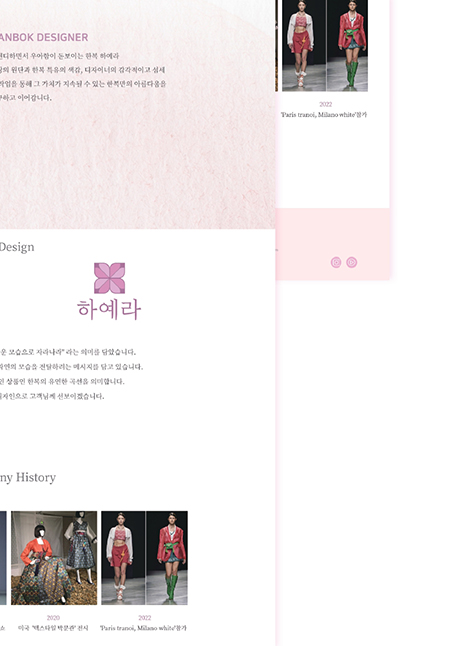 ANBOK DESIGNER
트렌디하면서 우아함이 돋보이는 한복 하예라
원단과 한복 특유의 색감, 디자이너의 감각적이고 섬세
작업을 통해 그 가치가 지속될 수 있는 한복만의 아름다움을
하고 이어갑니다.
2022
'Paris tranoi, Milano white'참가
Design
하예라
모습으로 자라나라" 라는 의미를 담았습니다.
자연의 모습을 전달하려는 메시지를 담고 있습니다.
상품인 한복의 유연한 곡선을 의미합니다.
디자인으로 고객님께 선보이겠습니다.
ny History
2020
미국 '텍스타일 박물관' 전시
2022
'Paris tranoi, Milano white'참가